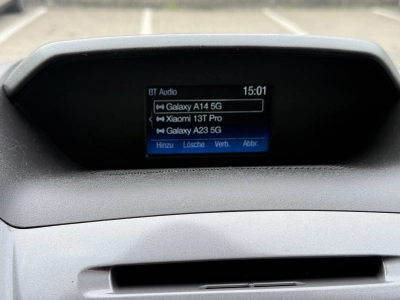 BT Audio 15:01
Galaxy A14 5G
Xiaomi 13T Pro
Galaxy A23 5G
Hinzu Lösche Verb. Abbr.